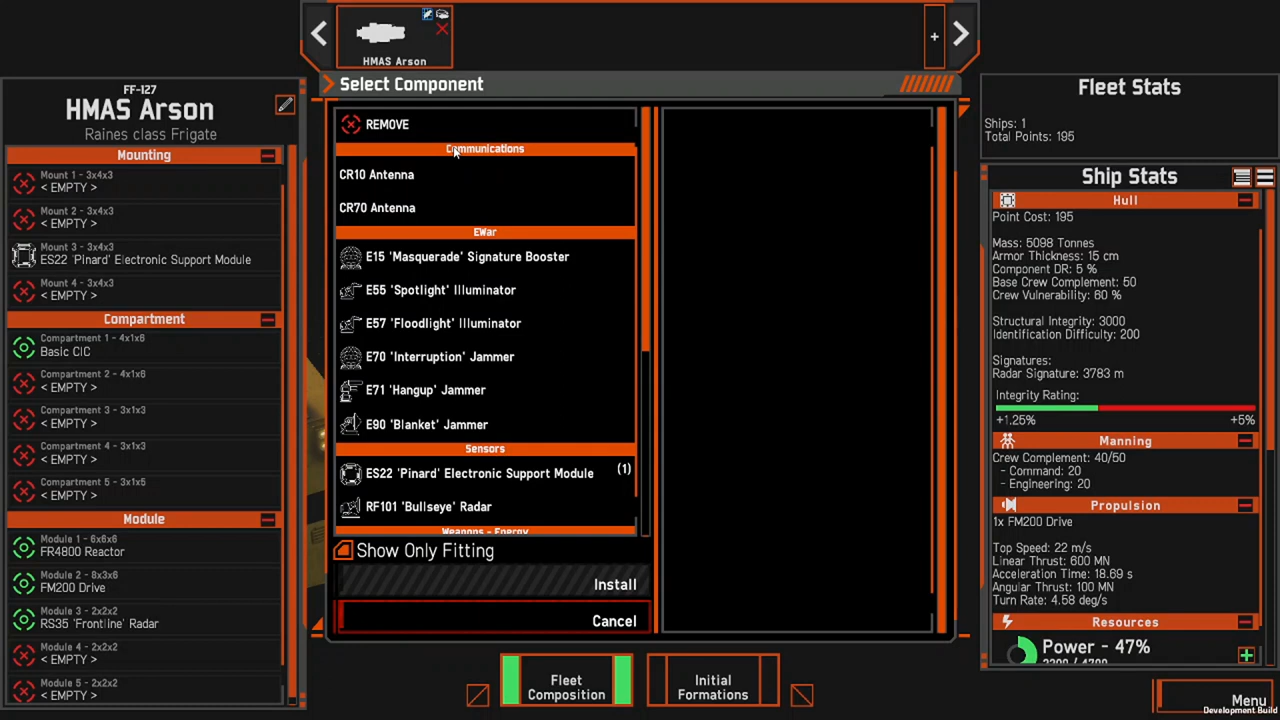 HMAS Arson
+
Select Component
FF-127
HMAS Arson
Raines class Frigate
Mounting
Mount 1 - 3x4x3
< EMPTY >
Mount 2 - 3x4x3
< EMPTY >
Mount 3 - 3x4x3
ES22 'Pinard' Electronic Support Module
Mount 4 - 3x4x3
< EMPTY >
Compartment
Compartment 1 - 4x1x6
Basic CIC
Compartment 2 - 4x1x6
< EMPTY >
Compartment 3 - 3x1x3
< EMPTY >
Compartment 4 - 3x1x3
< EMPTY >
Compartment 5 - 3x1x5
< EMPTY >
Module
Module 1 - 6x6x6
FR4800 Reactor
Module 2 - 8x3x6
FM200 Drive
Module 3 - 2x2x2
RS35 'Frontline' Radar
Module 4 - 2x2x2
< EMPTY >
Module 5 - 2x2x2
< EMPTY >
REMOVE
Communications
CR10 Antenna
CR70 Antenna
EWar
E15 'Masquerade' Signature Booster
E55 'Spotlight' Illuminator
E57 'Floodlight' Illuminator
E70 'Interruption' Jammer
E71 'Hangup' Jammer
E90 'Blanket' Jammer
Sensors
ES22 'Pinard' Electronic Support Module (1)
RF101 'Bullseye' Radar
Weapons - Energy
Show Only Fitting
Install
Cancel
Fleet Composition
Initial Formations
Fleet Stats
Ships: 1
Total Points: 195
Ship Stats
Hull
Point Cost: 195
Mass: 5098 Tonnes
Armor Thickness: 15 cm
Component DR: 5 %
Base Crew Complement: 50
Crew Vulnerability: 80 %
Structural Integrity: 3000
Identification Difficulty: 200
Signatures:
Radar Signature: 3783 m
Integrity Rating:
+1.25% +5%
Manning
Crew Complement: 40/50
- Command: 20
- Engineering: 20
Propulsion
1x FM200 Drive
Top Speed: 22 m/s
Linear Thrust: 600 MN
Acceleration Time: 18.69 s
Angular Thrust: 100 MN
Turn Rate: 4.58 deg/s
Resources
Power - 47%
Menu
Development Build